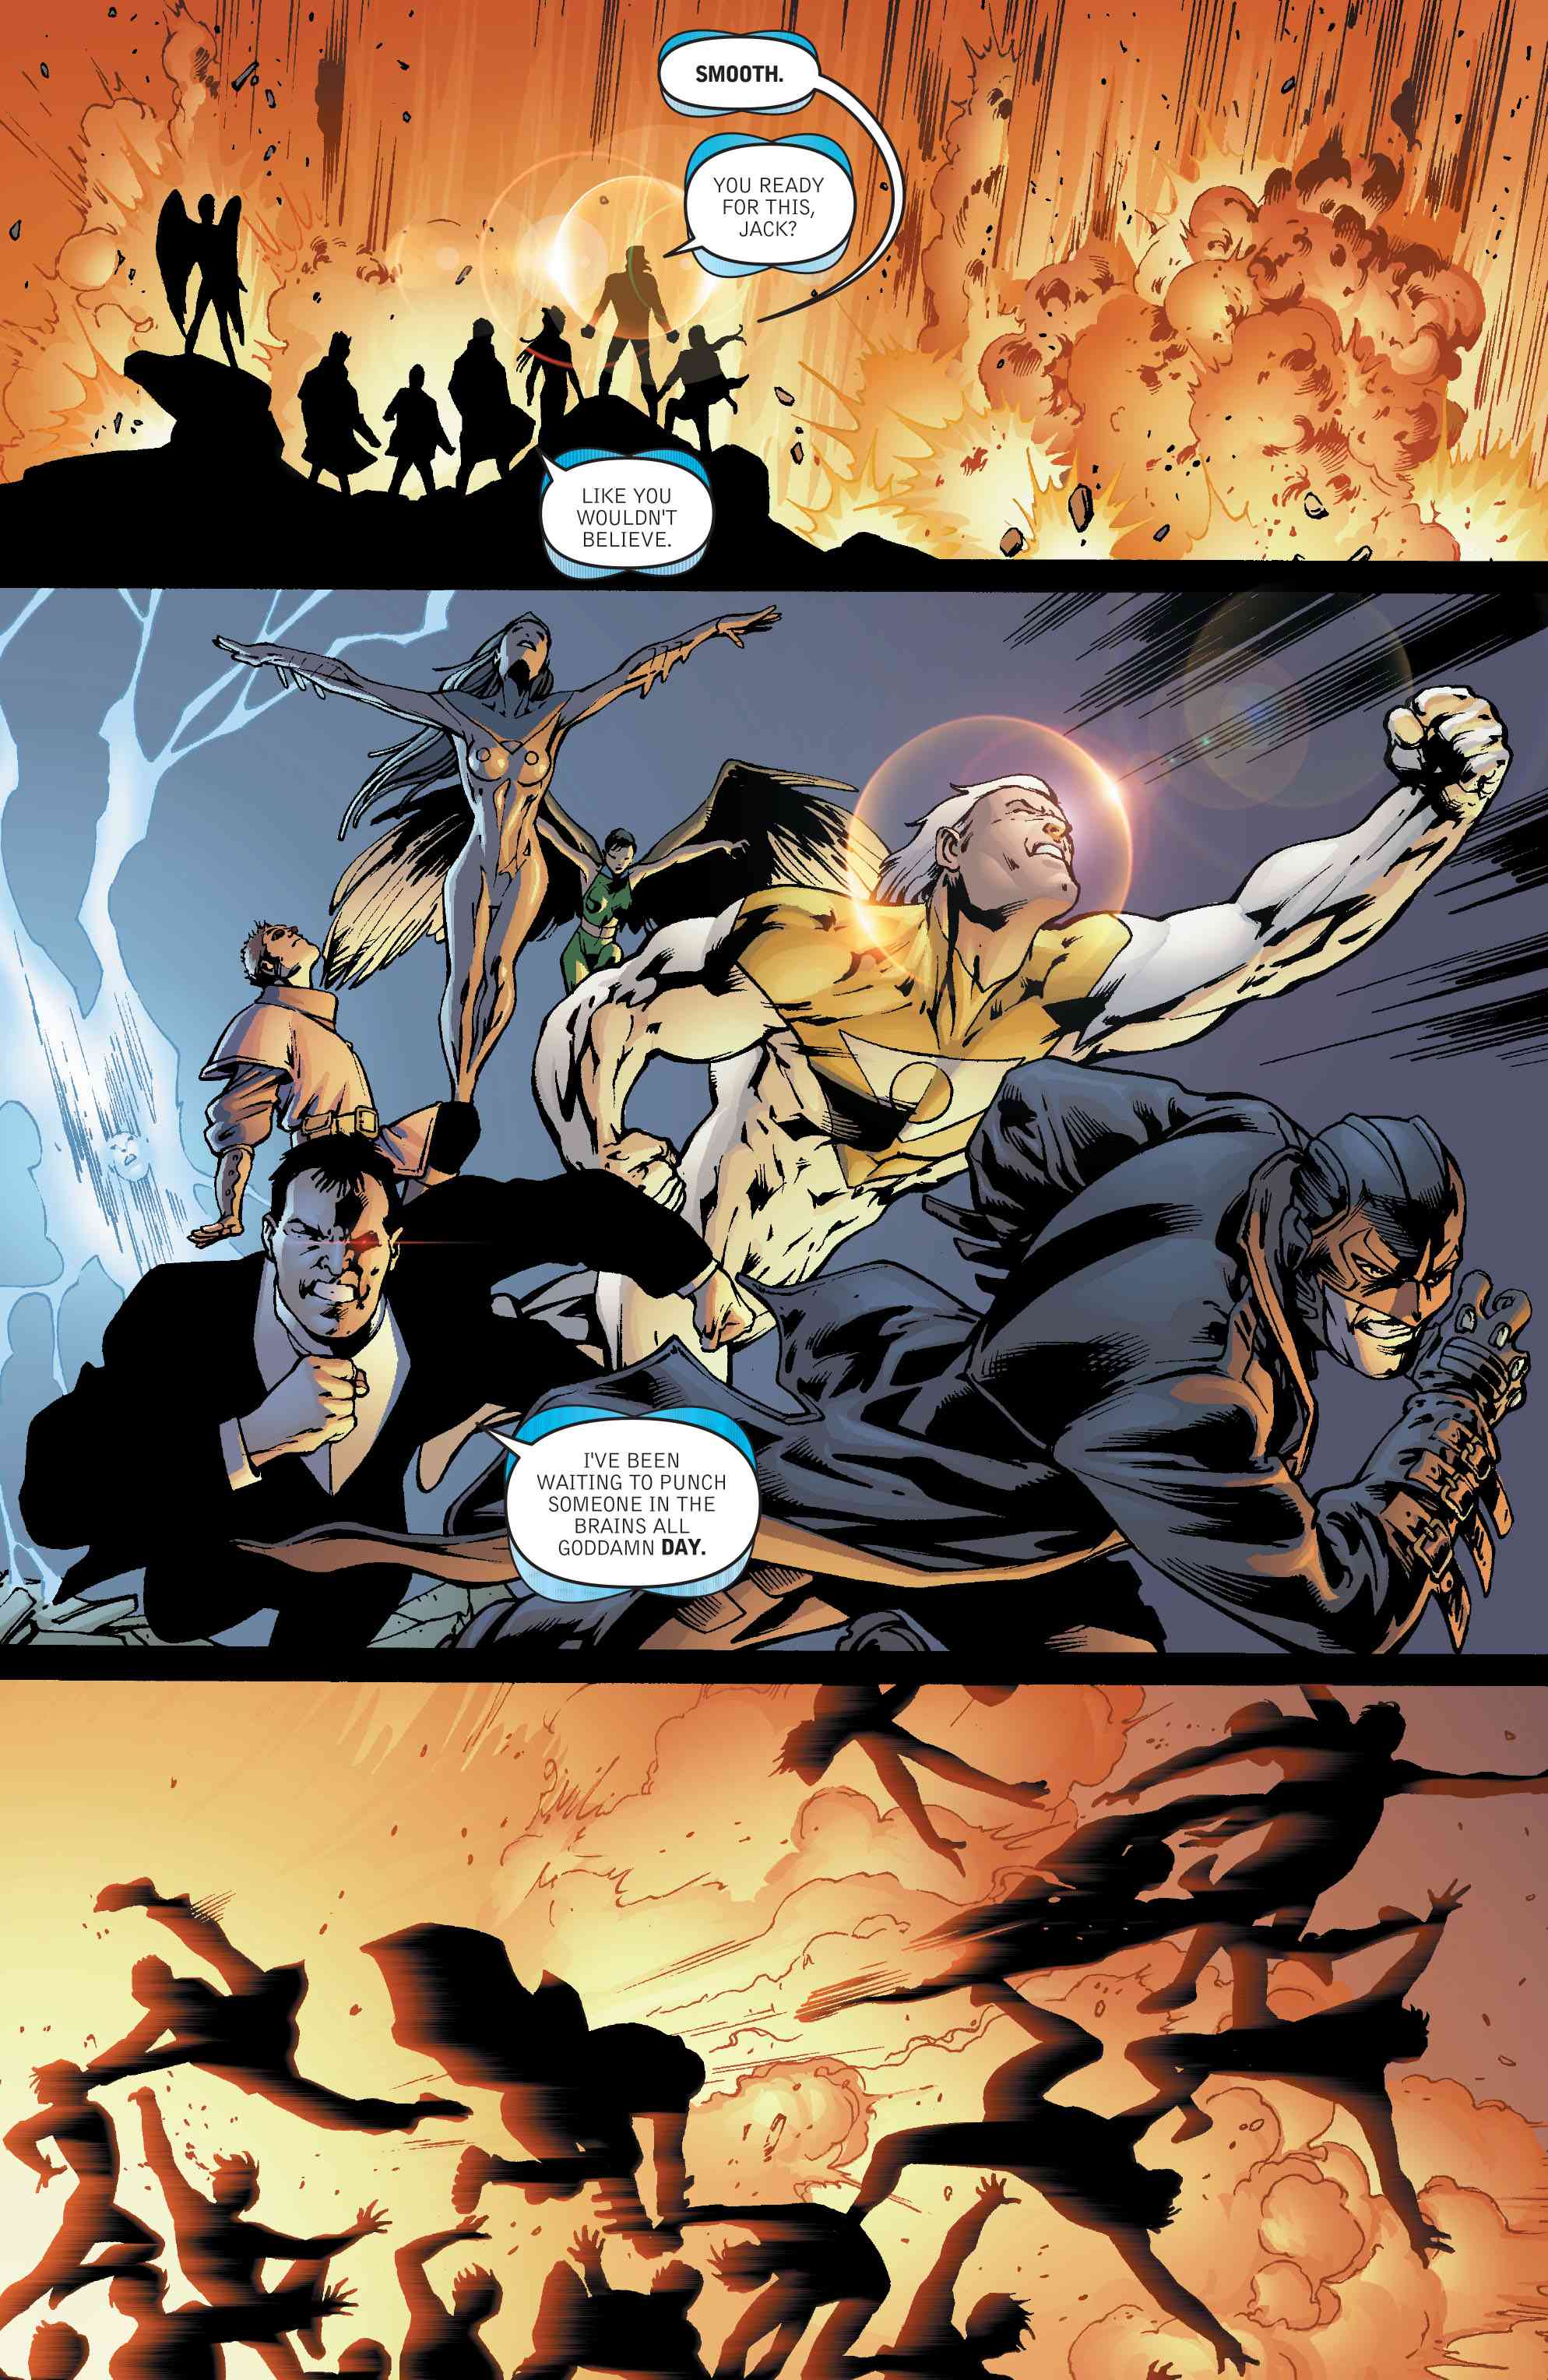 SMOOTH.
YOU READY
FOR THIS,
JACK?
LIKE YOU
WOULDN'T
BELIEVE.
I'VE BEEN
WAITING TO PUNCH
SOMEONE IN THE
BRAINS ALL
GODDAMN DAY.